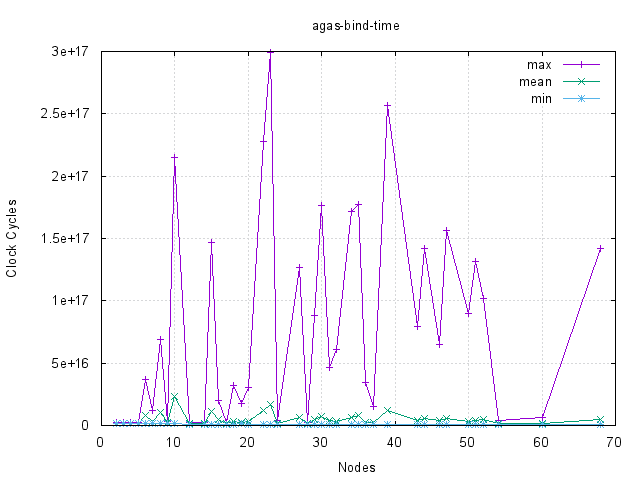 agas-bind-time
3e+17
2.5e+17
2e+17
1.5e+17
1e+17
5e+16
0
Clock Cycles
max
mean
min
0 10 20 30 40 50 60 70
Nodes